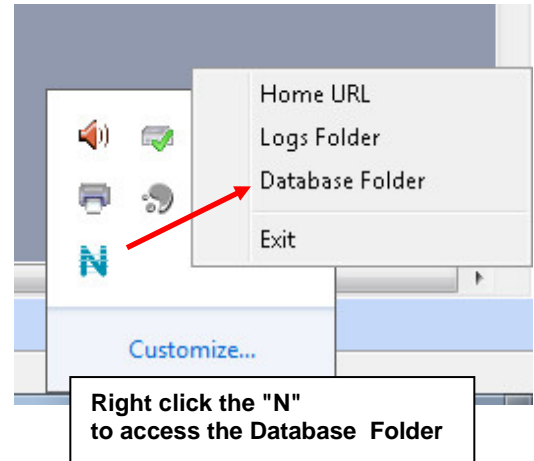 Home URL
Logs Folder
Database Folder
Exit
N
Customize...
Right click the "N"
to access the Database Folder